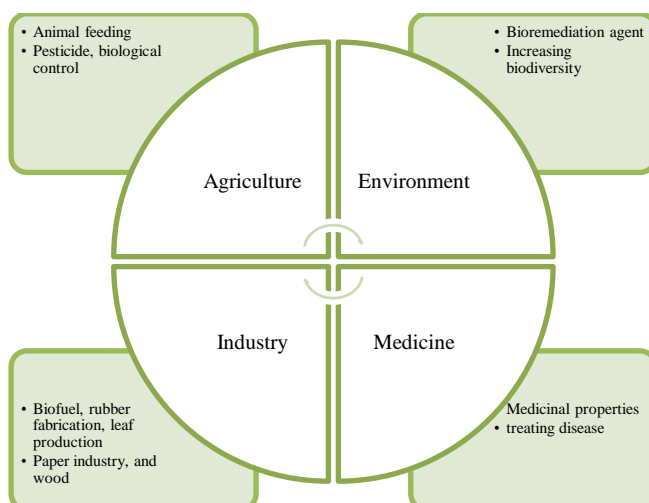 • Animal feeding
• Pesticide, biological
control
• Bioremediation agent
• Increasing
biodiversity
Agriculture
Environment
Industry
Medicine
• Biofuel, rubber
fabrication, leaf
production
• Paper industry, and
wood
Medicinal properties
• treating disease